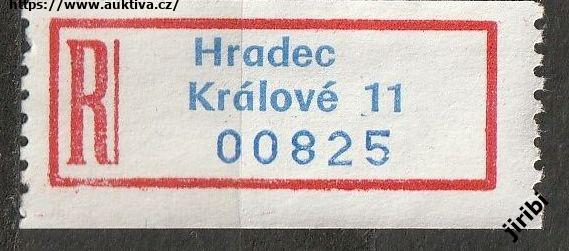 https://www.auktiva.cz/
R
Hradec
Králové 11
00825
jiribi